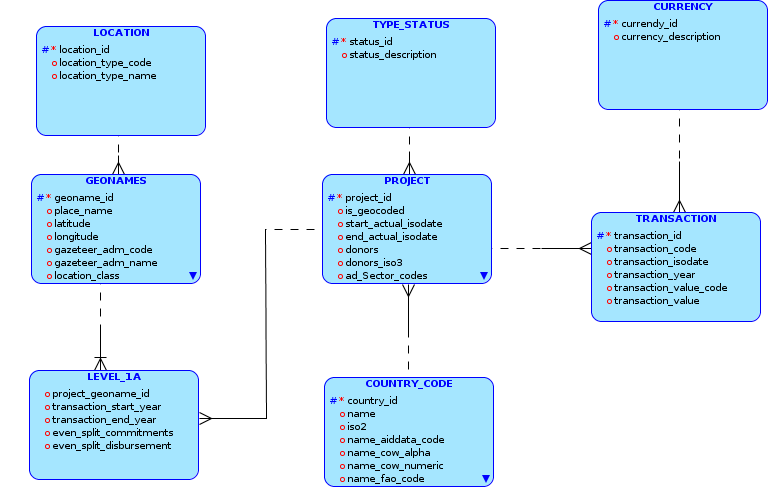 LOCATION
#* location_id
location_type_code
location_type_name
TYPE_STATUS
#* status_id
status_description
CURRENCY
#* currendy_id
currency_description
GEONAMES
#* geoname_id
place_name
latitude
longitude
gazeteer_adm_code
gazeteer_adm_name
location_class
PROJECT
#* project_id
is_geocoded
start_actual_isodate
end_actual_isodate
donors
donors_iso3
ad_Sector_codes
TRANSACTION
#* transaction_id
transaction_code
transaction_isodate
transaction_year
transaction_value_code
transaction_value
LEVEL_1A
project_geoname_id
transaction_start_year
transaction_end_year
even_split_commitments
even_split_disbursement
COUNTRY_CODE
#* country_id
name
iso2
name_aiddata_code
name_cow_alpha
name_cow_numeric
name_fao_code